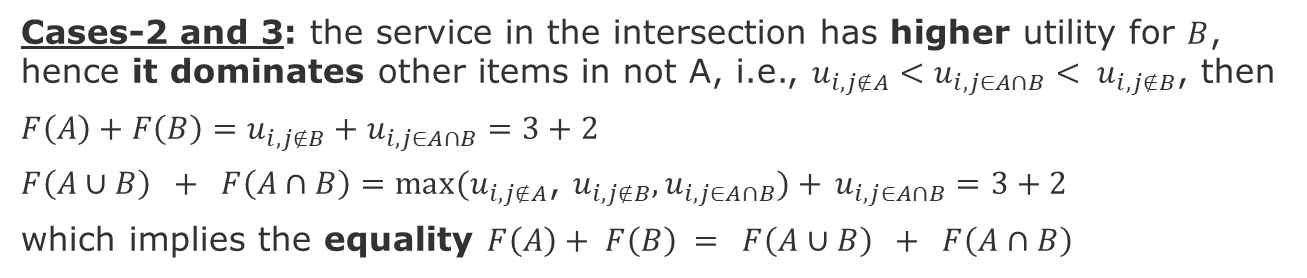 Cases-2 and 3: the service in the intersection has higher utility for B,
hence it dominates other items in not A, i.e., u_{i,j∉A} < u_{i,j∈A∩B} < u_{i,j∉B}, then
F(A) + F(B) = u_{i,j∉B} + u_{i,j∈A∩B} = 3 + 2
F(A ∪ B) + F(A ∩ B) = max(u_{i,j∉A}, u_{i,j∉B}, u_{i,j∈A∩B}) + u_{i,j∈A∩B} = 3 + 2
which implies the equality F(A) + F(B) = F(A ∪ B) + F(A ∩ B)